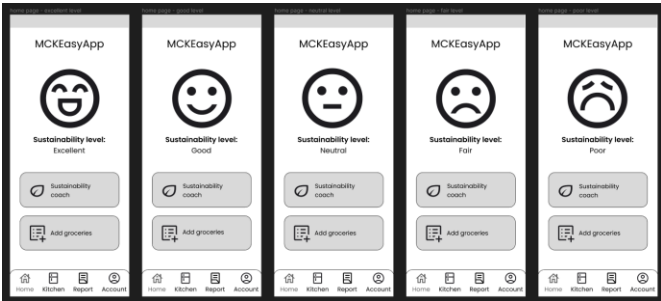 home page - excellent level
MCKEasyApp
Sustainability level:
Excellent
Sustainability
coach
Add groceries
Home Kitchen Report Account
home page - good level
MCKEasyApp
Sustainability level:
Good
Sustainability
coach
Add groceries
Home Kitchen Report Account
home page - neutral level
MCKEasyApp
Sustainability level:
Neutral
Sustainability
coach
Add groceries
Home Kitchen Report Account
home page - fair level
MCKEasyApp
Sustainability level:
Fair
Sustainability
coach
Add groceries
Home Kitchen Report Account
home page - poor level
MCKEasyApp
Sustainability level:
Poor
Sustainability
coach
Add groceries
Home Kitchen Report Account